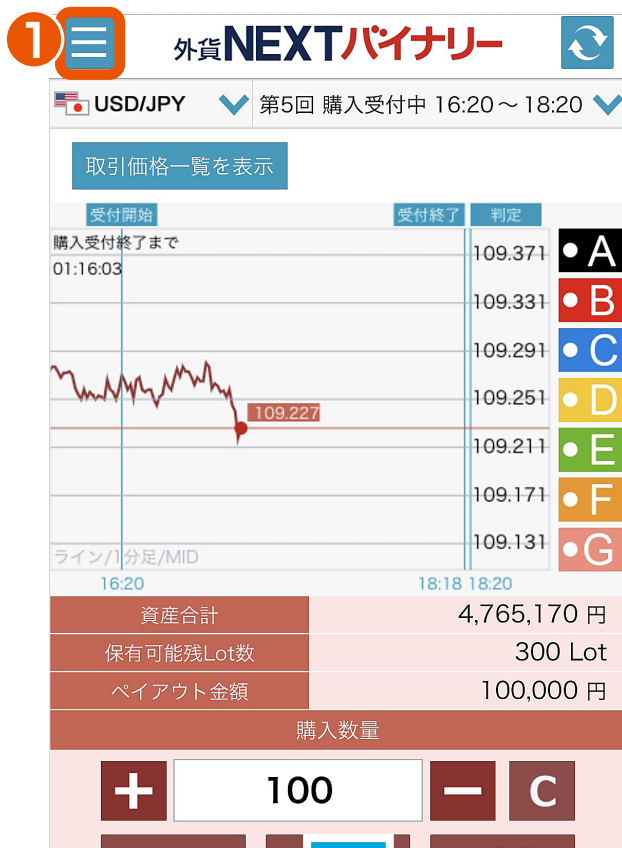 1
外貨NEXTバイナリー
USD/JPY 第5回 購入受付中 16:20～18:20
取引価格一覧を表示
受付開始 受付終了 判定
購入受付終了まで
01:16:03
109.371 A
109.331 B
109.291 C
109.251 D
109.227
109.211 E
109.171 F
109.131 G
ライン/1分足/MID
16:20 18:18 18:20
資産合計 4,765,170 円
保有可能残Lot数 300 Lot
ペイアウト金額 100,000 円
購入数量
+ 100 − C